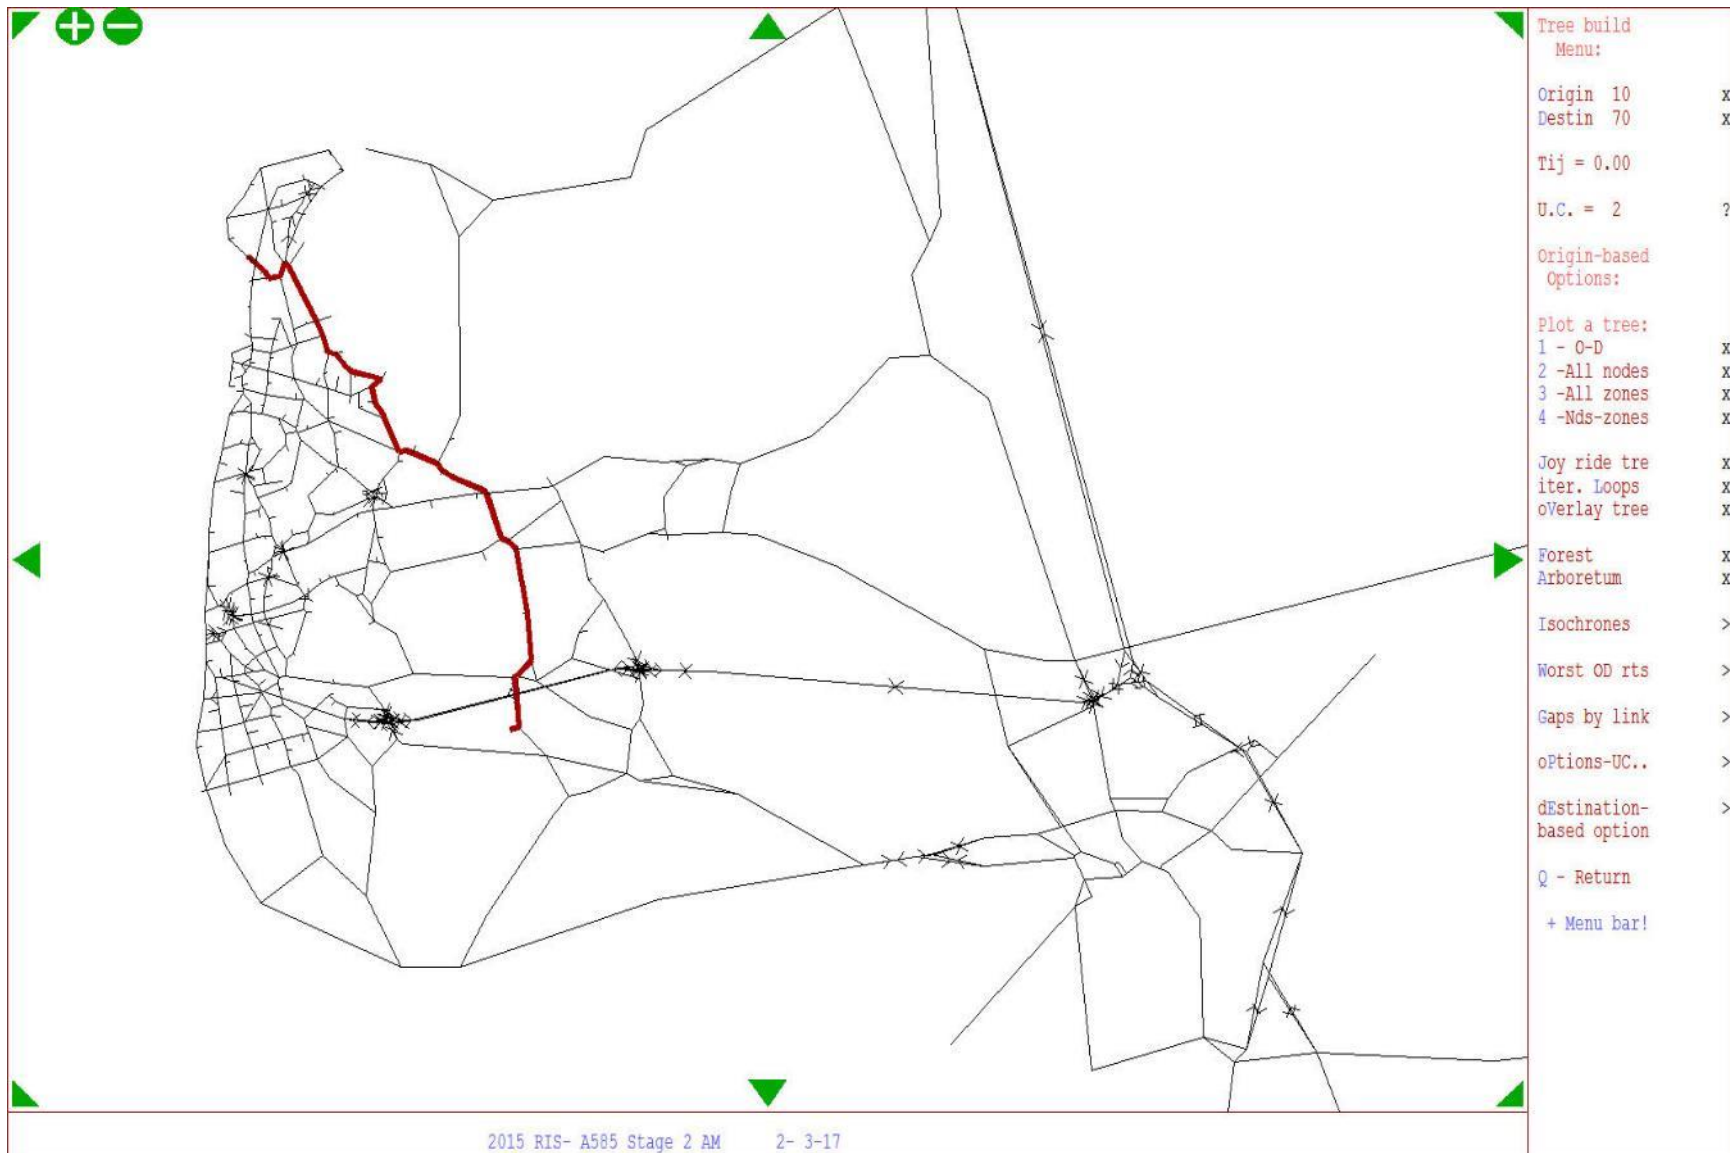 Tree build
Menu:
Origin 10 x
Destin 70 x
Tij = 0.00
U.C. = 2 ?
Origin-based
Options:
Plot a tree:
1 - O-D x
2 -All nodes x
3 -All zones x
4 -Nds-zones x
Joy ride tre x
iter. Loops x
oVerlay tree x
Forest x
Arboretum x
Isochrones >
Worst OD rts >
Gaps by link >
oPtions-UC.. >
dEstination- >
based option
Q - Return
+ Menu bar!
2015 RIS- A585 Stage 2 AM 2- 3-17